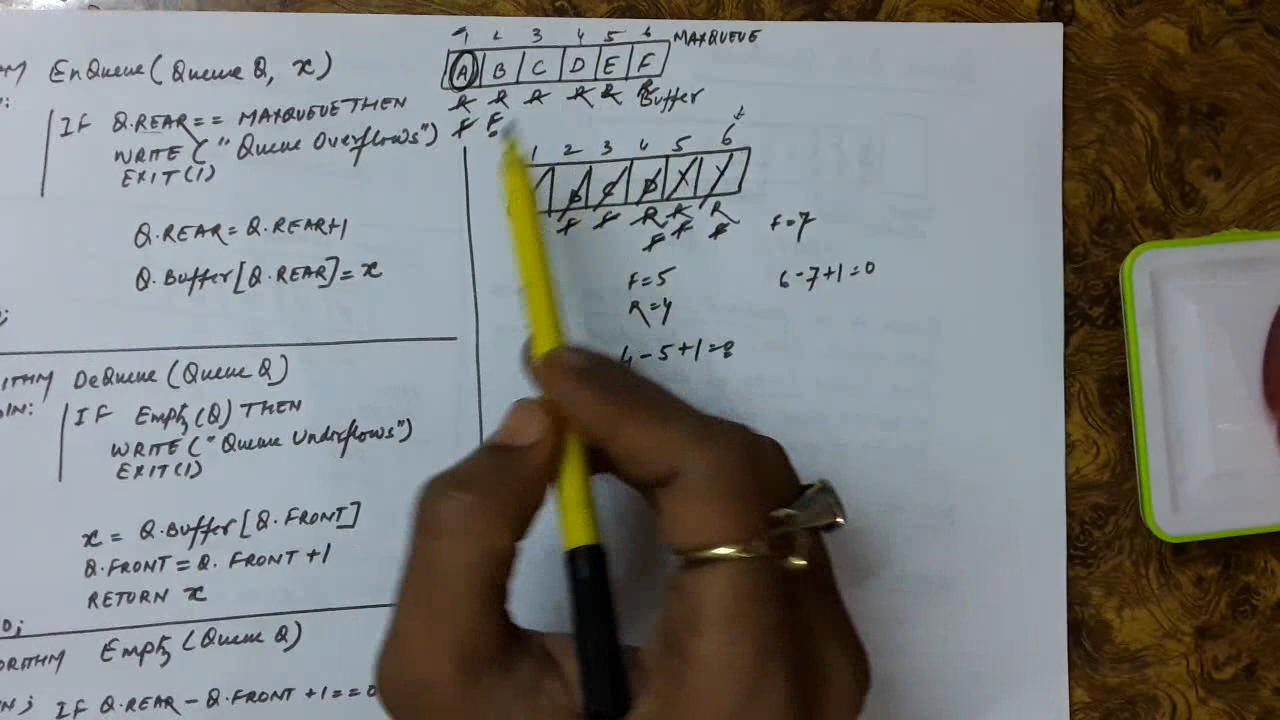 EnQueue (Queue Q, x)
IF Q.REAR == MAXQUEUE THEN
WRITE ("Queue Overflows")
EXIT(1)
Q.REAR = Q.REAR+1
Q.Buffer[Q.REAR] = x
DeQueue (Queue Q)
IF Empty(Q) THEN
WRITE ("Queue Underflows")
EXIT(1)
x = Q.Buffer[Q.FRONT]
Q.FRONT = Q.FRONT +1
RETURN x
Empty (Queue Q)
IF Q.REAR - Q.FRONT +1 == 0
1 2 3 4 5 6
A B C D E F MAXQUEUE
R R R R R R Buffer
F F
1 2 3 4 5 6
F F R R R
F F F F=7
F=5 6-7+1=0
R=4
4-5+1=0